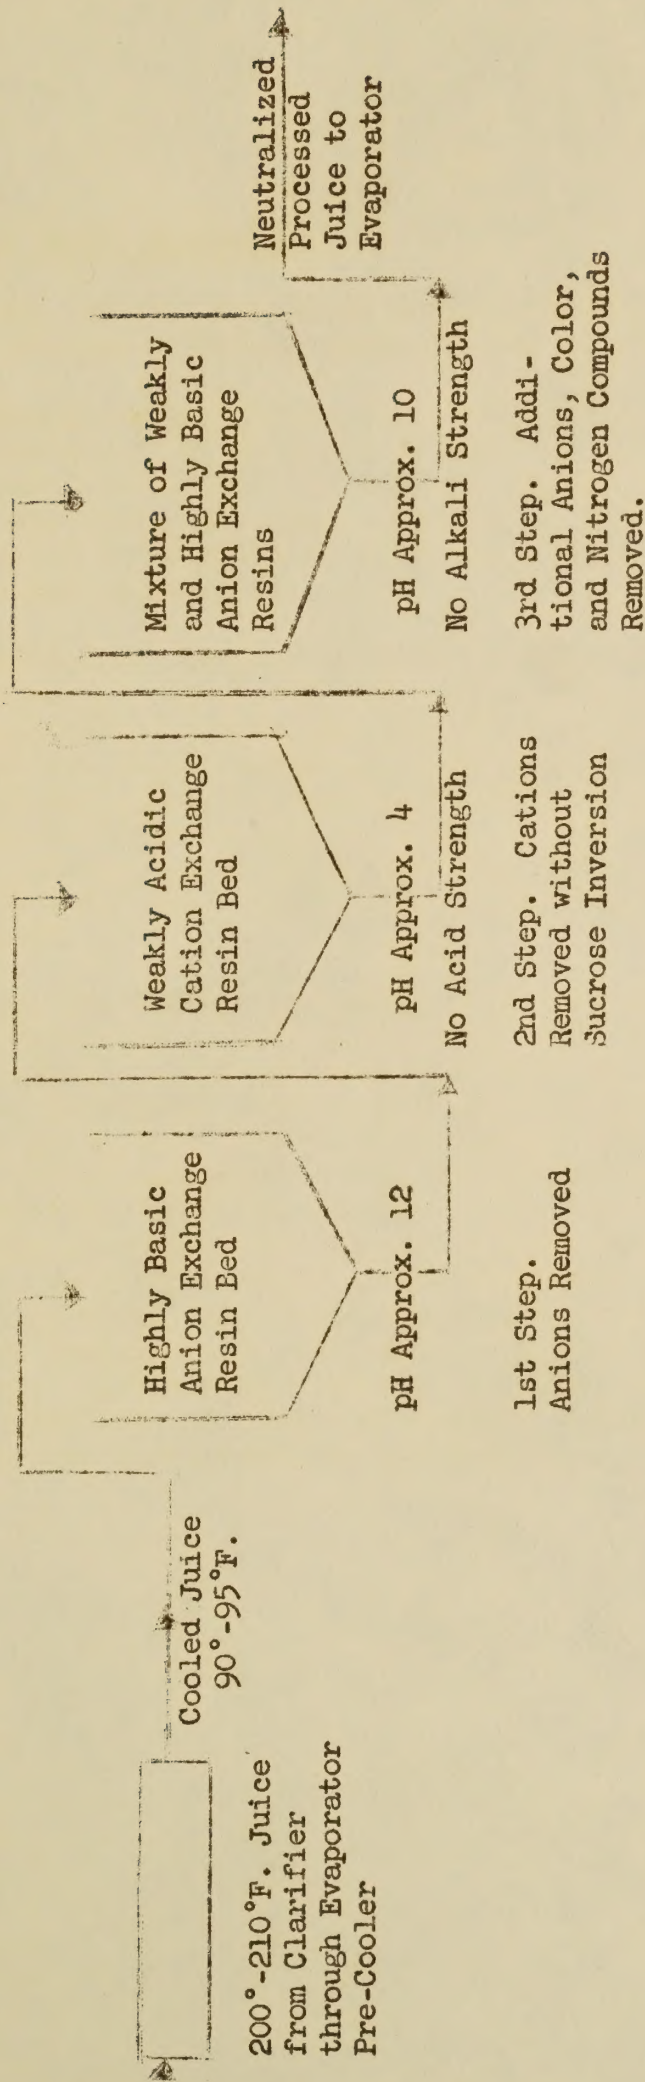 200°-210°F. Juice
from Clarifier
through Evaporator
Pre-Cooler
Cooled Juice
90°-95°F.
Highly Basic
Anion Exchange
Resin Bed
pH Approx. 12
1st Step.
Anions Removed
Weakly Acidic
Cation Exchange
Resin Bed
pH Approx. 4
No Acid Strength
2nd Step. Cations
Removed without
Sucrose Inversion
Mixture of Weakly
and Highly Basic
Anion Exchange
Resins
pH Approx. 10
No Alkali Strength
3rd Step. Addi-
tional Anions, Color,
and Nitrogen Compounds
Removed.
Neutralized
Processed
Juice to
Evaporator